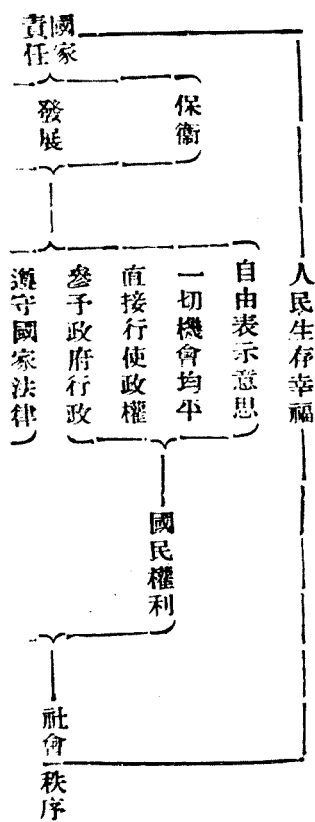 國家
責任
保衞
發展
人民生存幸福
自由表示意思
一切機會均平
直接行使政權
參予政府行政
遵守國家法律
國民權利
社會秩序